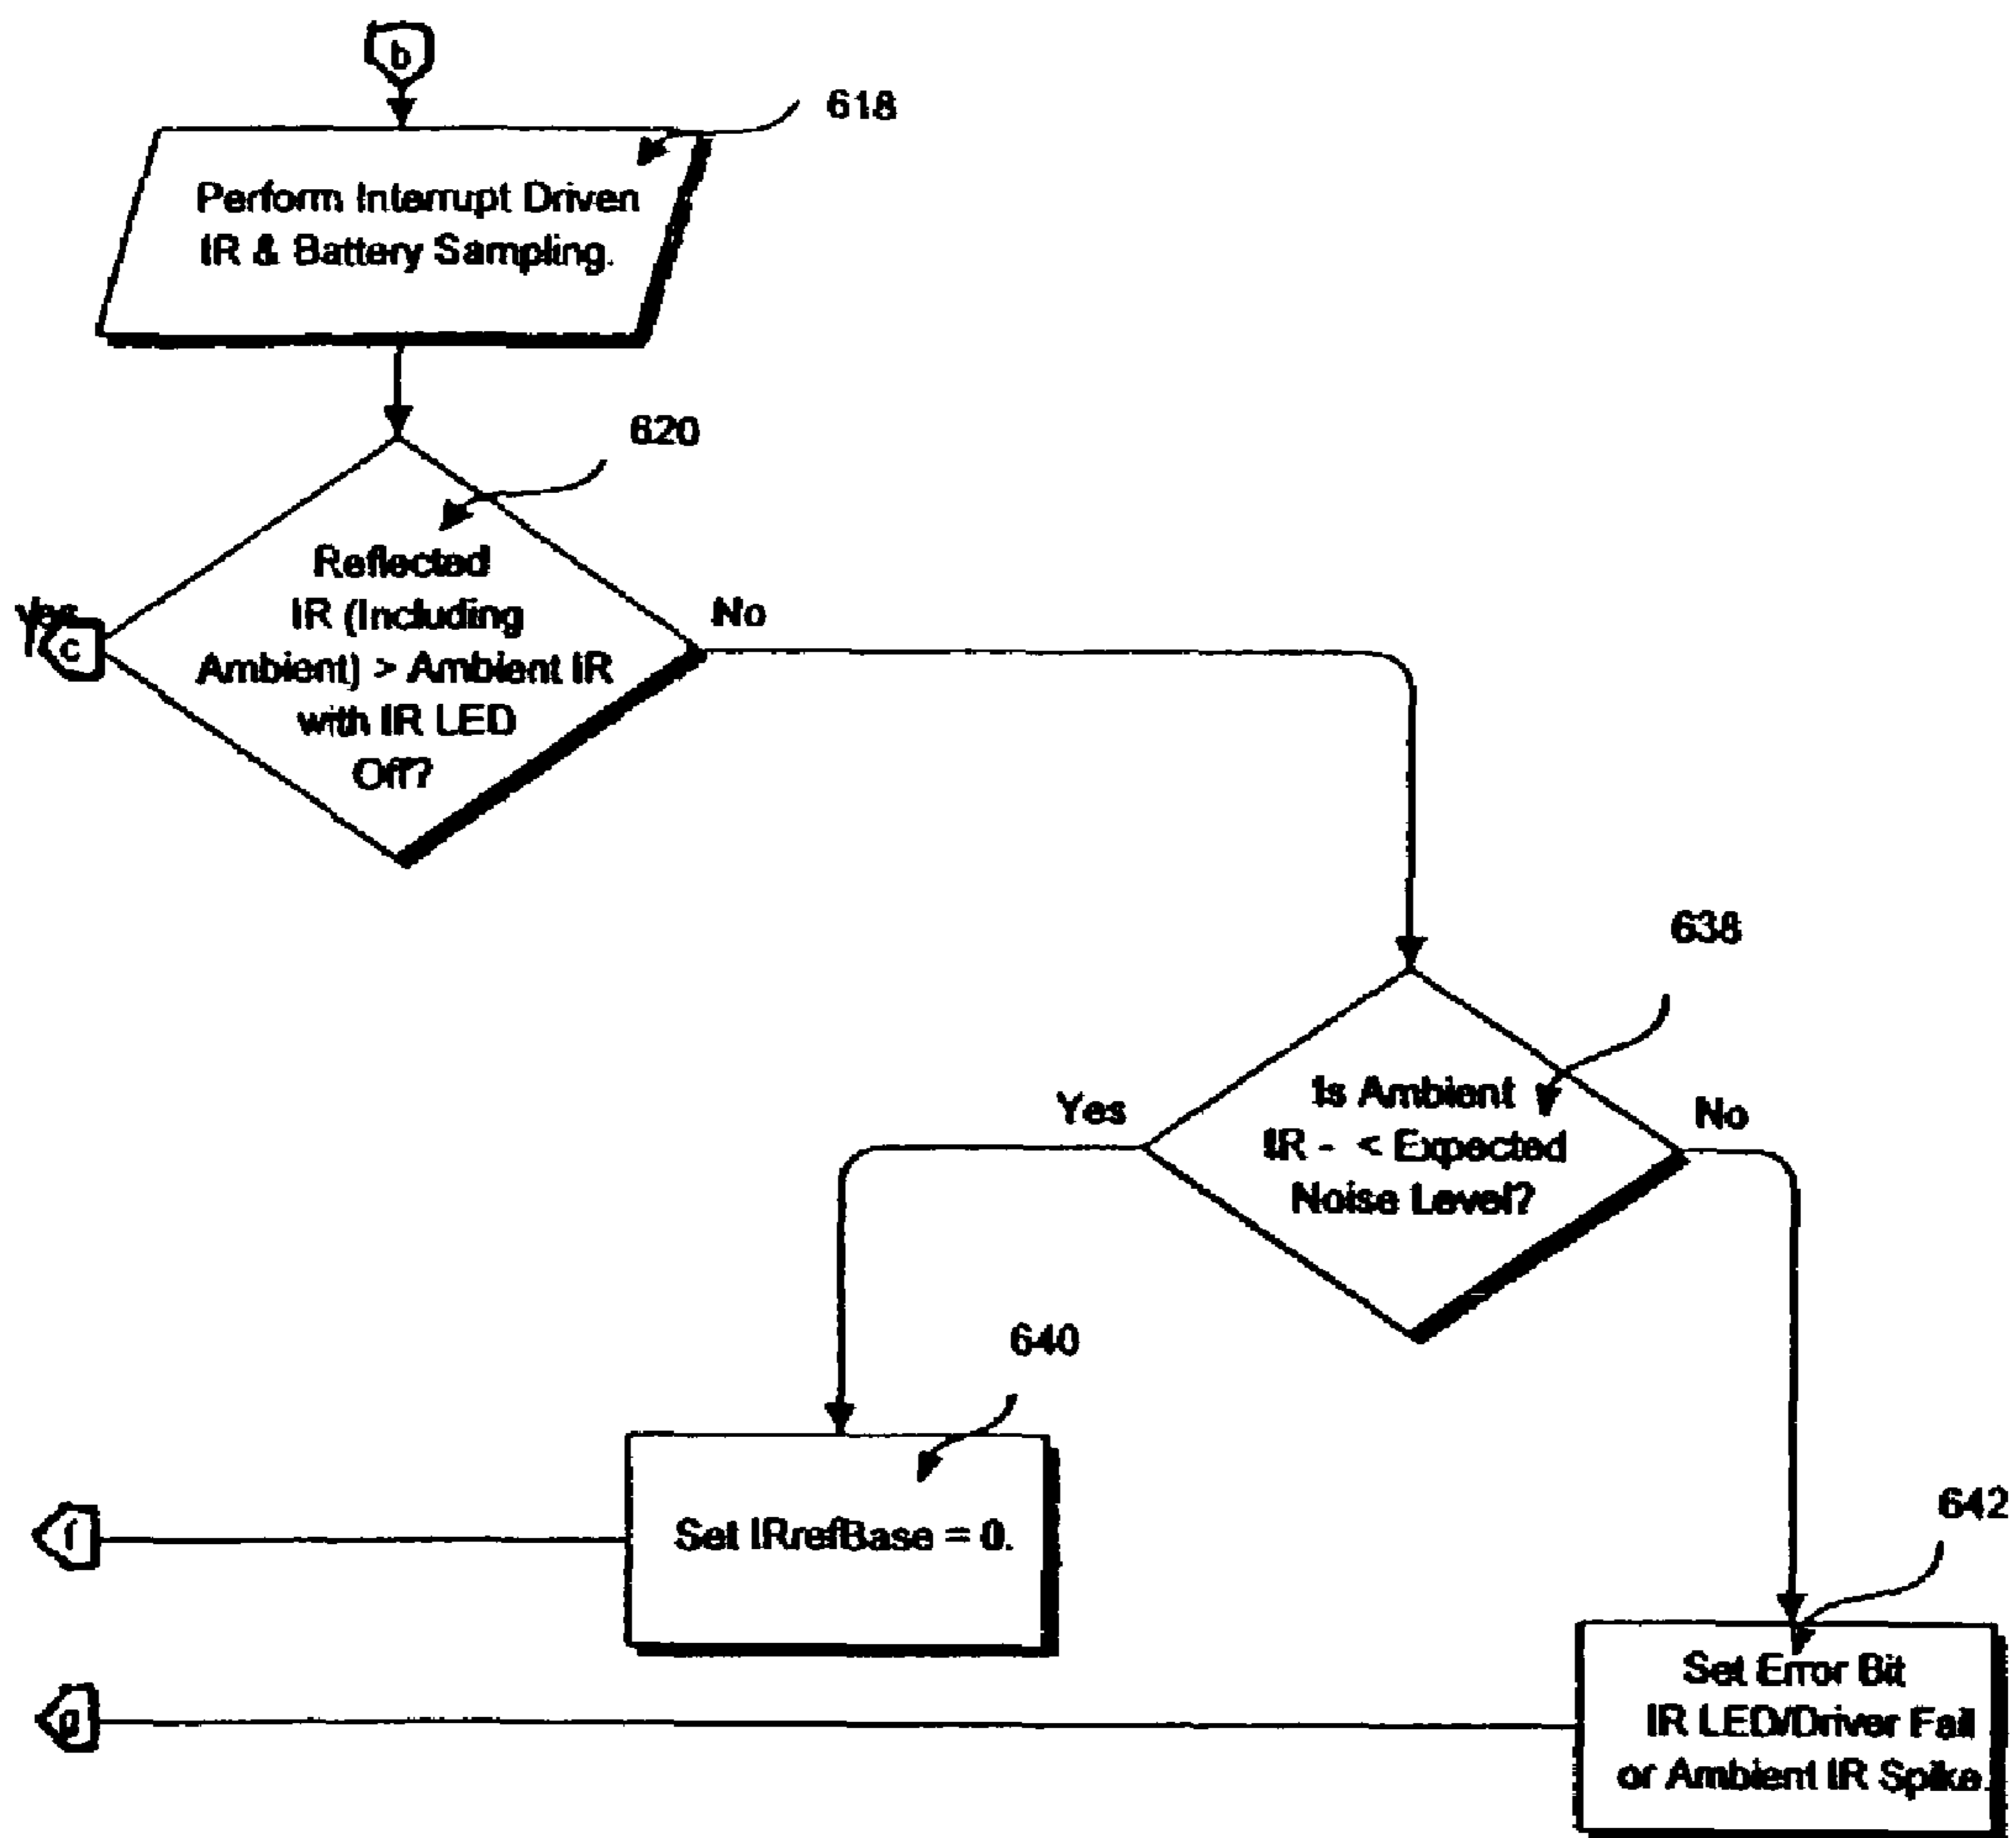 b
618
Perform Interrupt Driven
IR & Battery Sampling.
620
Reflected
IR (Including
Ambient) > Ambient IR
with IR LED
Off?
Yes
c
No
638
Is Ambient
IR - < Expected
Noise Level?
Yes
No
640
Set IRrefBase = 0.
f
642
Set Error Bit
IR LED/Driver Fail
or Ambient IR Spike.
g